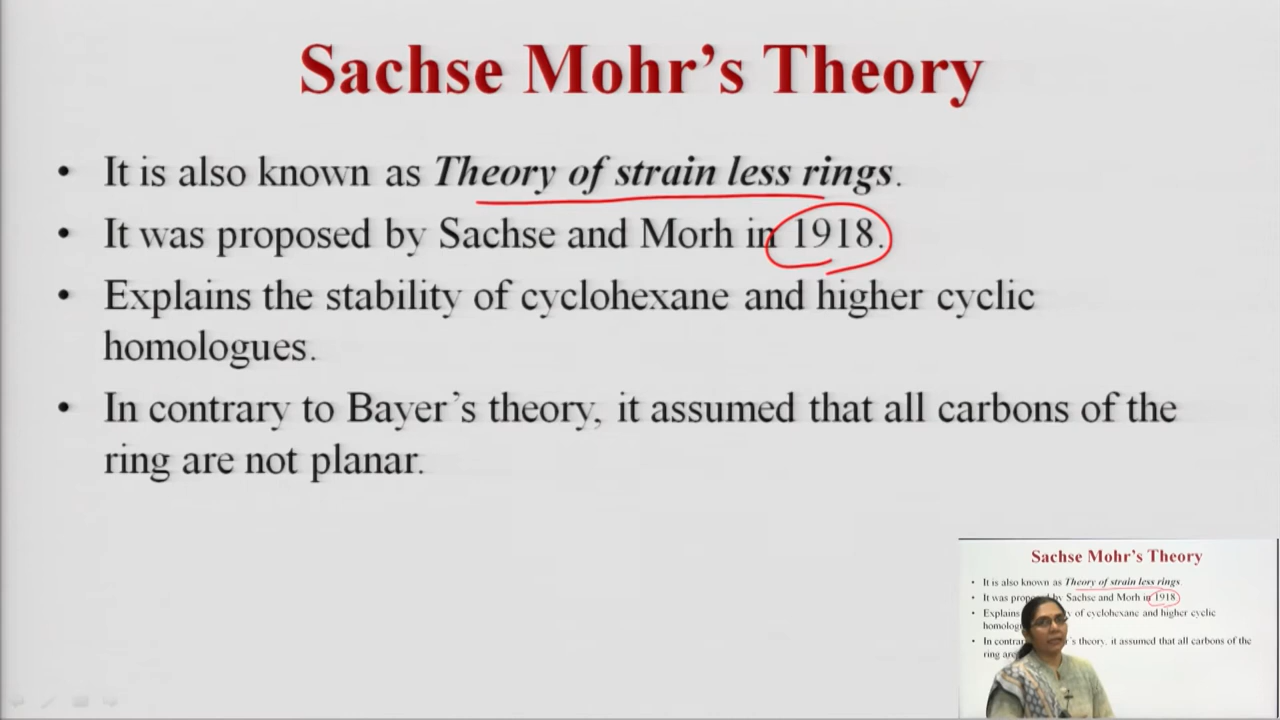 Sachse Mohr's Theory
• It is also known as Theory of strain less rings.
• It was proposed by Sachse and Morh in 1918.
• Explains the stability of cyclohexane and higher cyclic
homologues.
• In contrary to Bayer's theory, it assumed that all carbons of the
ring are not planar.
Sachse Mohr's Theory
• It is also known as Theory of strain less rings
• It was by Sachse and Morh in 1918
• Explains of cyclohexane and higher cyclic
• In theory, it assumed that all carbons of the
ring